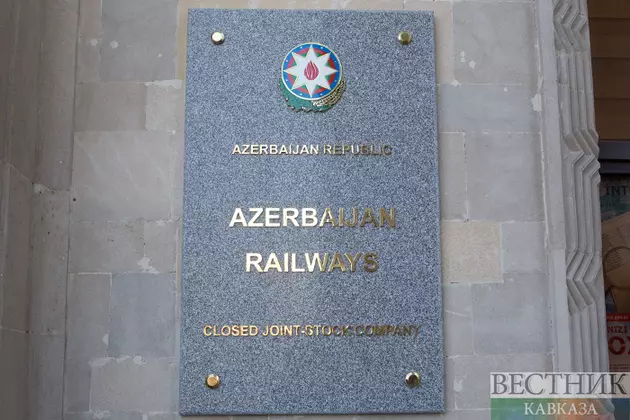 AZERBAIJAN REPUBLIC
AZERBAIJAN
RAILWAYS
CLOSED JOINT-STOCK COMPANY
ВЕСТНИК
КАВКАЗА